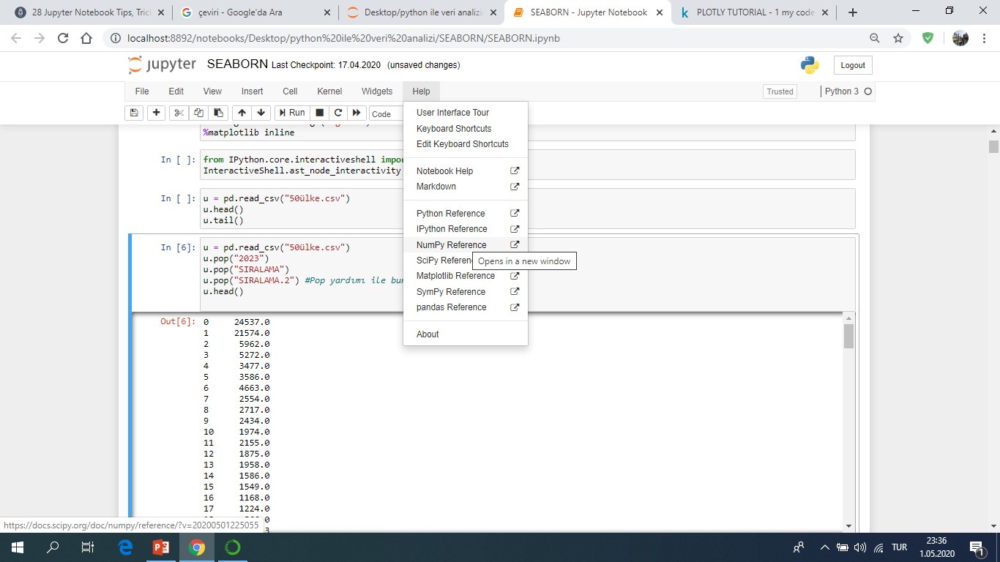 28 Jupyter Notebook Tips, Trick
çeviri - Google'da Ara
Desktop/python ile veri analizi
SEABORN - Jupyter Notebook
PLOTLY TUTORIAL - 1 my code
localhost:8892/notebooks/Desktop/python%20ile%20veri%20analizi/SEABORN/SEABORN.ipynb
jupyter SEABORN Last Checkpoint: 17.04.2020 (unsaved changes)
Logout
File Edit View Insert Cell Kernel Widgets Help
Trusted
Python 3
Run
Code
User Interface Tour
Keyboard Shortcuts
Edit Keyboard Shortcuts
Notebook Help
Markdown
Python Reference
IPython Reference
NumPy Reference
SciPy Reference
Opens in a new window
Matplotlib Reference
SymPy Reference
pandas Reference
About
%matplotlib inline
In [ ]: from IPython.core.interactiveshell impor
InteractiveShell.ast_node_interactivity
In [ ]: u = pd.read_csv("50ülke.csv")
u.head()
u.tail()
In [6]: u = pd.read_csv("50ülke.csv")
u.pop("2023")
u.pop("SIRALAMA")
u.pop("SIRALAMA.2") #Pop yardımı ile bun
u.head()
Out[6]: 0 24537.0
1 21574.0
2 5962.0
3 5272.0
4 3477.0
5 3586.0
6 4663.0
7 2554.0
8 2717.0
9 2434.0
10 1974.0
11 2155.0
12 1875.0
13 1958.0
14 1586.0
15 1549.0
16 1168.0
17 1224.0
https://docs.scipy.org/doc/numpy/reference/?v=20200501225055
TUR
23:36
1.05.2020
1